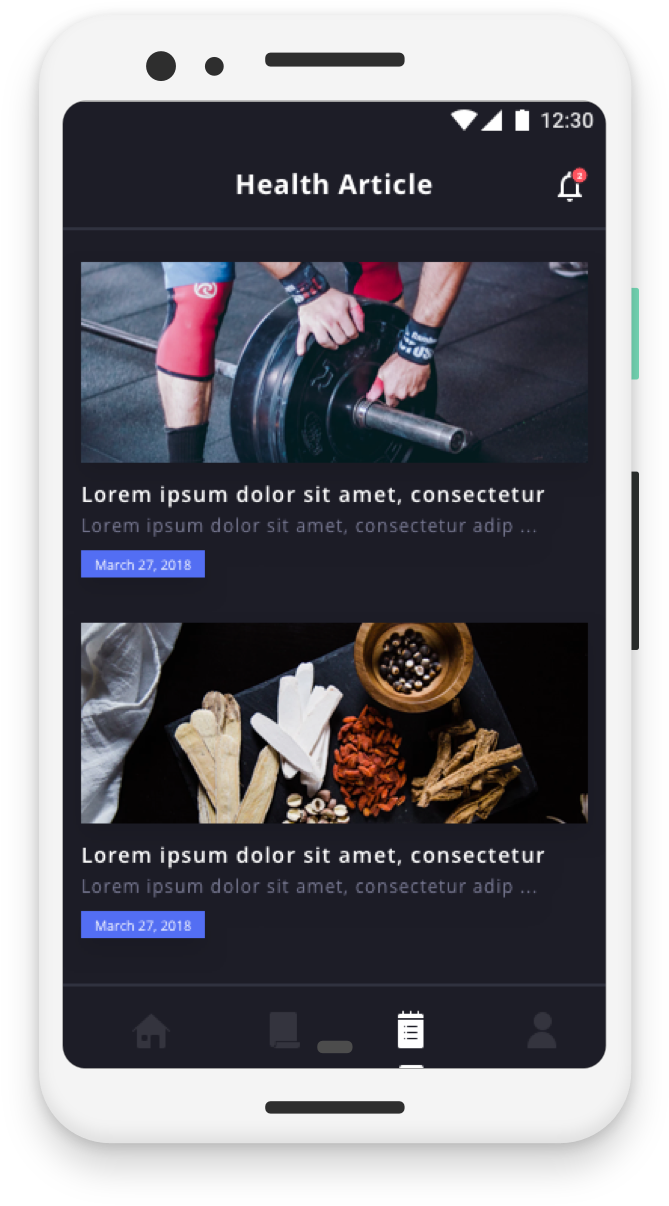 12:30
Health Article
2
Lorem ipsum dolor sit amet, consectetur
Lorem ipsum dolor sit amet, consectetur adip ...
March 27, 2018
Lorem ipsum dolor sit amet, consectetur
Lorem ipsum dolor sit amet, consectetur adip ...
March 27, 2018